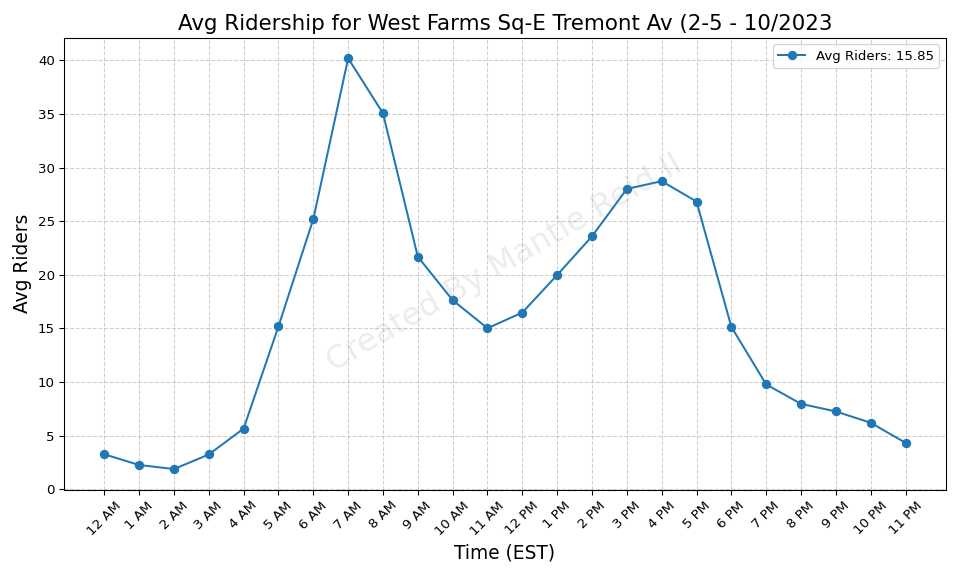 Avg Ridership for West Farms Sq-E Tremont Av (2-5 - 10/2023
Avg Riders: 15.85
Avg Riders
40
35
30
25
20
15
10
5
0
Created By Mantle Reid II
12 AM
1 AM
2 AM
3 AM
4 AM
5 AM
6 AM
7 AM
8 AM
9 AM
10 AM
11 AM
12 PM
1 PM
2 PM
3 PM
4 PM
5 PM
6 PM
7 PM
8 PM
9 PM
10 PM
11 PM
Time (EST)